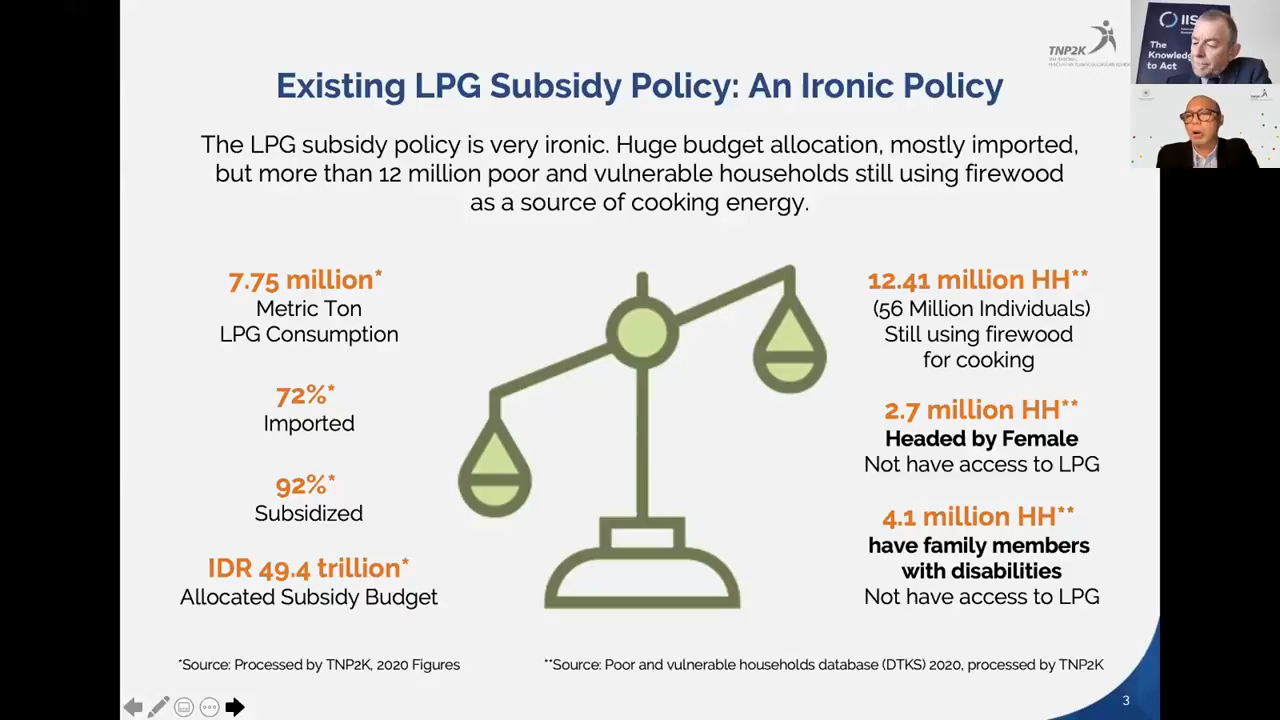 TNP2K
IIS
The
Knowled
to Act
Existing LPG Subsidy Policy: An Ironic Policy
The LPG subsidy policy is very ironic. Huge budget allocation, mostly imported,
but more than 12 million poor and vulnerable households still using firewood
as a source of cooking energy.
7.75 million*
Metric Ton
LPG Consumption
72%*
Imported
92%*
Subsidized
IDR 49.4 trillion*
Allocated Subsidy Budget
12.41 million HH**
(56 Million Individuals)
Still using firewood
for cooking
2.7 million HH**
Headed by Female
Not have access to LPG
4.1 million HH**
have family members
with disabilities
Not have access to LPG
*Source: Processed by TNP2K, 2020 Figures
**Source: Poor and vulnerable households database (DTKS) 2020, processed by TNP2K
3